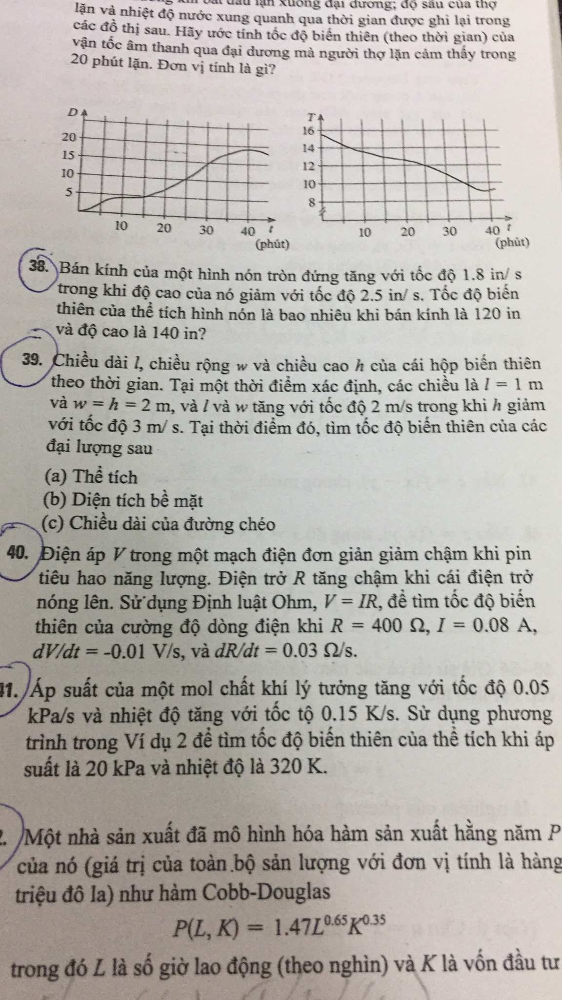 lặn xuống đại dương; độ sâu của thợ
lặn và nhiệt độ nước xung quanh qua thời gian được ghi lại trong
các đồ thị sau. Hãy ước tính tốc độ biến thiên (theo thời gian) của
vận tốc âm thanh qua đại dương mà người thợ lặn cảm thấy trong
20 phút lặn. Đơn vị tính là gì?
D
20
15
10
5
10 20 30 40 t
(phút)
T
16
14
12
10
8
10 20 30 40 t
(phút)
38. Bán kính của một hình nón tròn đứng tăng với tốc độ 1.8 in/ s
trong khi độ cao của nó giảm với tốc độ 2.5 in/ s. Tốc độ biến
thiên của thể tích hình nón là bao nhiêu khi bán kính là 120 in
và độ cao là 140 in?
39. Chiều dài l, chiều rộng w và chiều cao h của cái hộp biến thiên
theo thời gian. Tại một thời điểm xác định, các chiều là l = 1 m
và w = h = 2 m, và l và w tăng với tốc độ 2 m/s trong khi h giảm
với tốc độ 3 m/ s. Tại thời điểm đó, tìm tốc độ biến thiên của các
đại lượng sau
(a) Thể tích
(b) Diện tích bề mặt
(c) Chiều dài của đường chéo
40. Điện áp V trong một mạch điện đơn giản giảm chậm khi pin
tiêu hao năng lượng. Điện trở R tăng chậm khi cái điện trở
nóng lên. Sử dụng Định luật Ohm, V = IR, để tìm tốc độ biến
thiên của cường độ dòng điện khi R = 400 Ω, I = 0.08 A,
dV/dt = -0.01 V/s, và dR/dt = 0.03 Ω/s.
41. Áp suất của một mol chất khí lý tưởng tăng với tốc độ 0.05
kPa/s và nhiệt độ tăng với tốc tộ 0.15 K/s. Sử dụng phương
trình trong Ví dụ 2 để tìm tốc độ biến thiên của thể tích khi áp
suất là 20 kPa và nhiệt độ là 320 K.
Một nhà sản xuất đã mô hình hóa hàm sản xuất hằng năm P
của nó (giá trị của toàn bộ sản lượng với đơn vị tính là hàng
triệu đô la) như hàm Cobb-Douglas
P(L, K) = 1.47L^0.65 K^0.35
trong đó L là số giờ lao động (theo nghìn) và K là vốn đầu tư